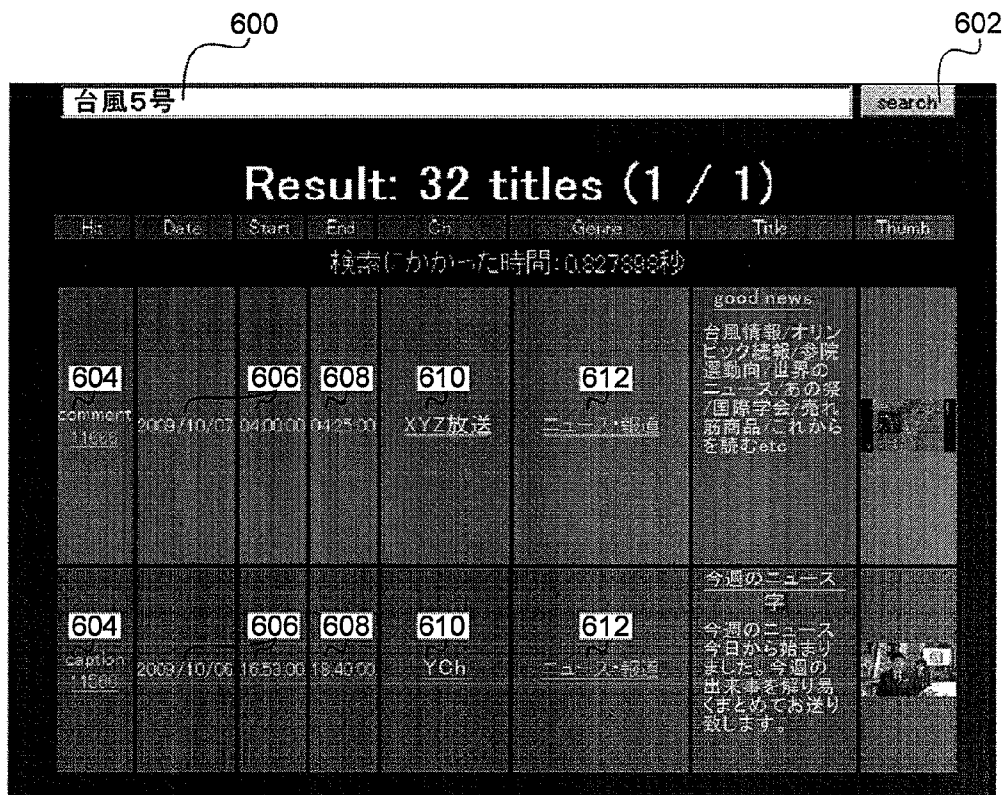 600
602
台風5号
search
Result: 32 titles (1 / 1)
Hit Date Start End Ch Genre Title Thumb
検索にかかった時間:0.827898秒
good news
台風情報/オリン
ピック続報/参院
選動向/世界の
ニュース/あの祭
/国際学会/売れ
筋商品/これから
を読むetc
604 606 608 610 612
comment
2009/10/07 04:00:00 04:25:00 XYZ放送 ニュース・報道
今週のニュース
字
今週のニュース
今日から始まり
ました。今週の
出来事を解り易
くまとめてお送り
致します。
604 606 608 610 612
caption
2009/10/06 16:53:00 18:40:00 YCh ニュース・報道